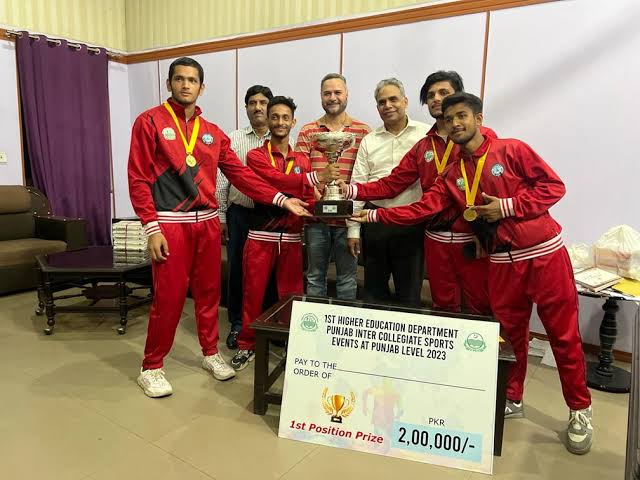 1ST HIGHER EDUCATION DEPARTMENT
PUNJAB INTER COLLEGIATE SPORTS
EVENTS AT PUNJAB LEVEL 2023
PAY TO THE
ORDER OF
1st Position Prize
PKR
2,00,000/-